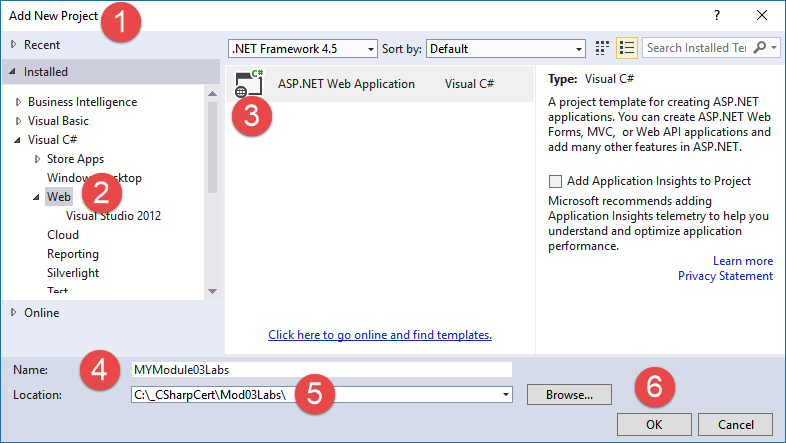 Add New Project
1
?
Recent
.NET Framework 4.5
Sort by:
Default
Search Installed Te
Installed
Business Intelligence
Visual Basic
Visual C#
Store Apps
Web
2
Visual Studio 2012
Cloud
Reporting
Silverlight
Test
Online
C#
ASP.NET Web Application
Visual C#
3
Click here to go online and find templates.
Type: Visual C#
A project template for creating ASP.NET
applications. You can create ASP.NET Web
Forms, MVC, or Web API applications and
add many other features in ASP.NET.
Add Application Insights to Project
Microsoft recommends adding
Application Insights telemetry to help you
understand and optimize application
performance.
Learn more
Privacy Statement
Name:
4
MYModule03Labs
Location:
C:\_CSharpCert\Mod03Labs\
5
Browse...
6
OK
Cancel